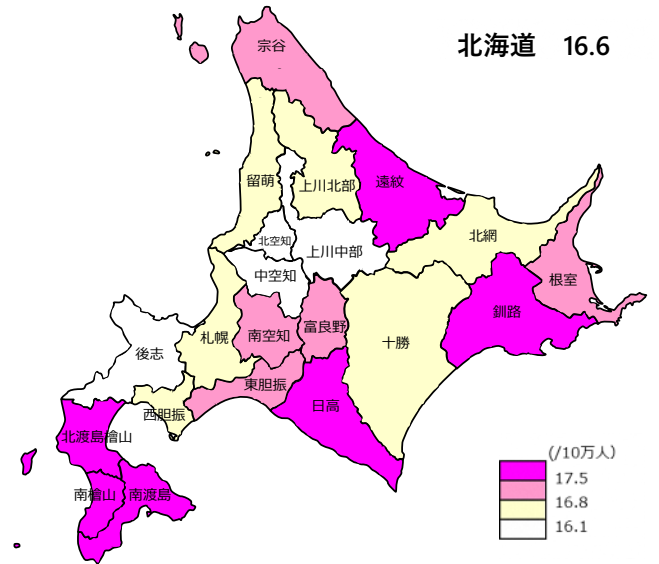 北海道 16.6
宗谷
留萌
上川北部
遠紋
北空知
上川中部
北網
中空知
根室
釧路
札幌
南空知
富良野
十勝
後志
東胆振
西胆振
日高
北渡島檜山
南檜山
南渡島
(/10万人)
17.5
16.8
16.1